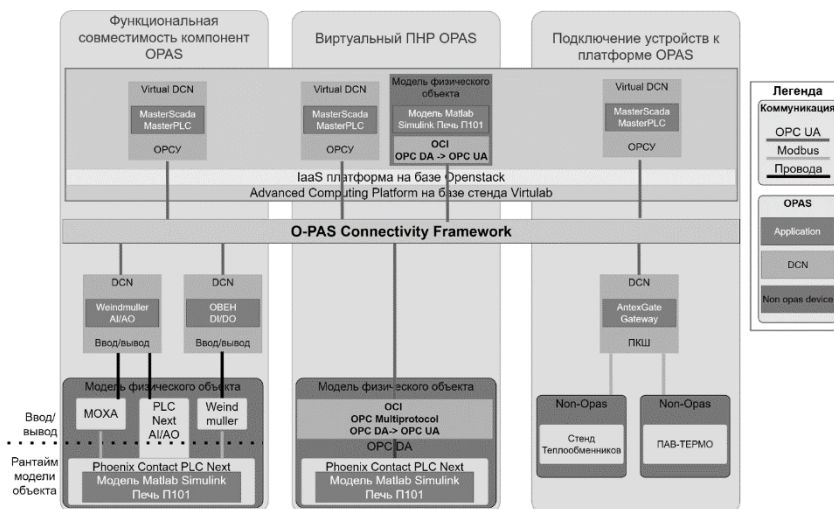 Функциональная
совместимость компонент
OPAS
Виртуальный ПНР OPAS
Подключение устройств к
платформе OPAS
Virtual DCN
MasterScada
MasterPLC
ОРСУ
Virtual DCN
MasterScada
MasterPLC
ОРСУ
Модель физического
объекта
Модель Matlab
Simulink Печь П101
OCI
OPC DA -> OPC UA
Virtual DCN
MasterScada
MasterPLC
ОРСУ
IaaS платформа на базе Openstack
Advanced Computing Platform на базе стенда Virtulab
O-PAS Connectivity Framework
DCN
Weindmuller
AI/AO
Ввод/вывод
DCN
ОВЕН
DI/DO
Ввод/вывод
DCN
AntexGate
Gateway
ПКШ
Модель физического объекта
MOXA
PLC
Next
AI/AO
Weind
muller
Phoenix Contact PLC Next
Модель Matlab Simulink
Печь П101
Ввод/
вывод
Рантайм
модели
объекта
Модель физического объекта
OCI
OPC Multiprotocol
OPC DA-> OPC UA
OPC DA
Phoenix Contact PLC Next
Модель Matlab Simulink
Печь П101
Non-Opas
Стенд
Теплообменников
Non-Opas
ПАВ-ТЕРМО
Легенда
Коммуникация
OPC UA
Modbus
Провода
OPAS
Application
DCN
Non opas device